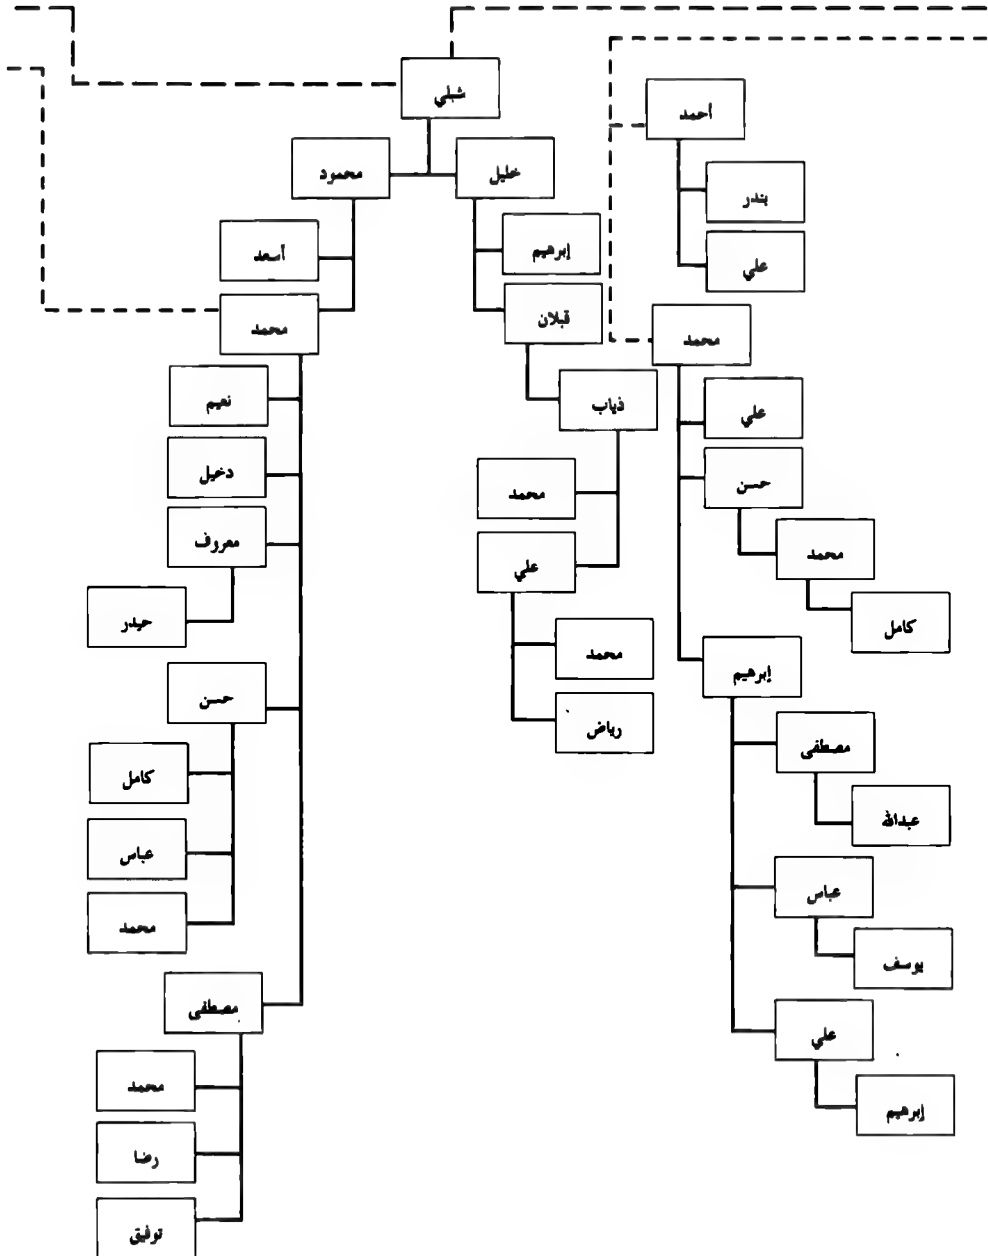 شبلي
أحمد
محمود
خليل
بندر
أسعد
إبرهيم
علي
محمد
قبلان
محمد
نعيم
ذياب
علي
دخيل
محمد
حسن
معروف
علي
محمد
حيدر
محمد
كامل
حسن
رياض
إبرهيم
كامل
مصطفى
عباس
عبدالله
محمد
عباس
مصطفى
يوسف
محمد
علي
رضا
إبرهيم
توفيق